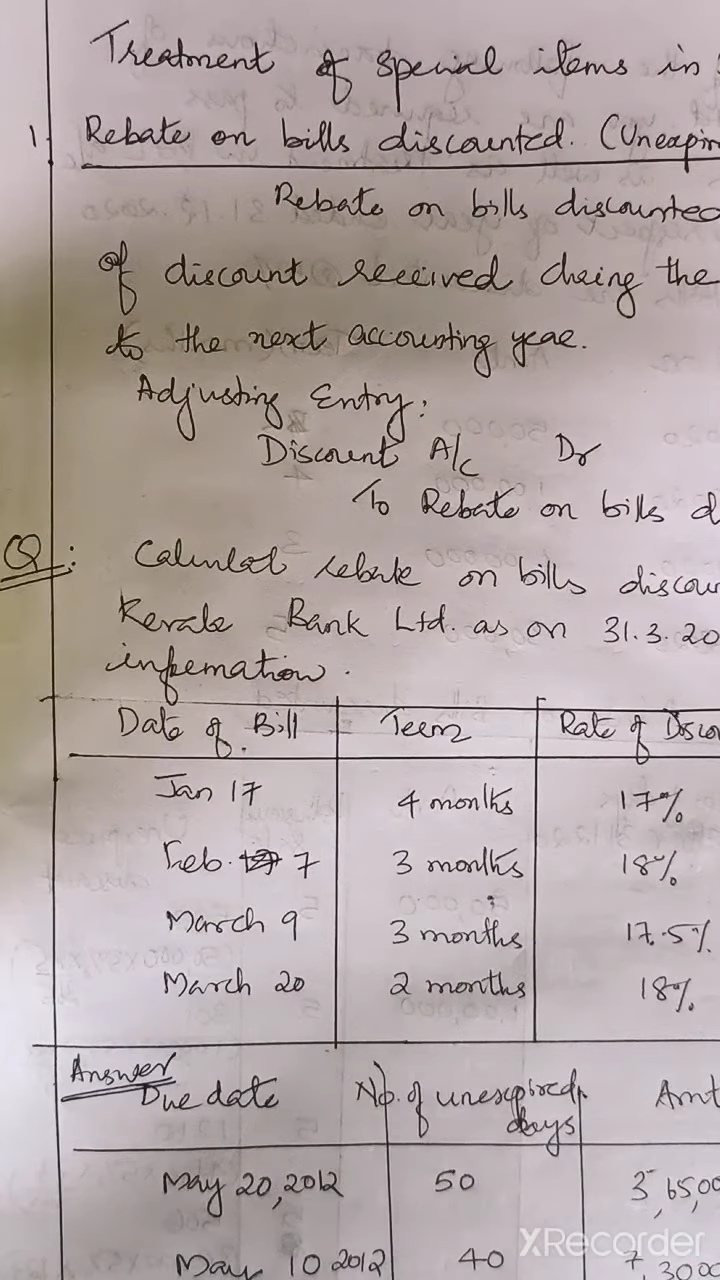 Treatment of special items in
1. Rebate on bills discounted. (Unexpir
Rebate on bills discounted
of discount received during the
to the next accounting year.
Adjusting Entry:
Discount A/c Dr
To Rebate on bills d
Q: Calculat rebate on bills discou
Kerala Bank Ltd. as on 31.3.20
information.
Date of Bill Term Rate of Discou
Jan 17 4 months 17%
Feb. 7 3 months 18%
March 9 3 months 17.5%
March 20 2 months 18%
Answer
Due date No. of unexpired days Amt
May 20, 2012 50 3,65,00
May 10 2012 40 7,3000
XRecorder